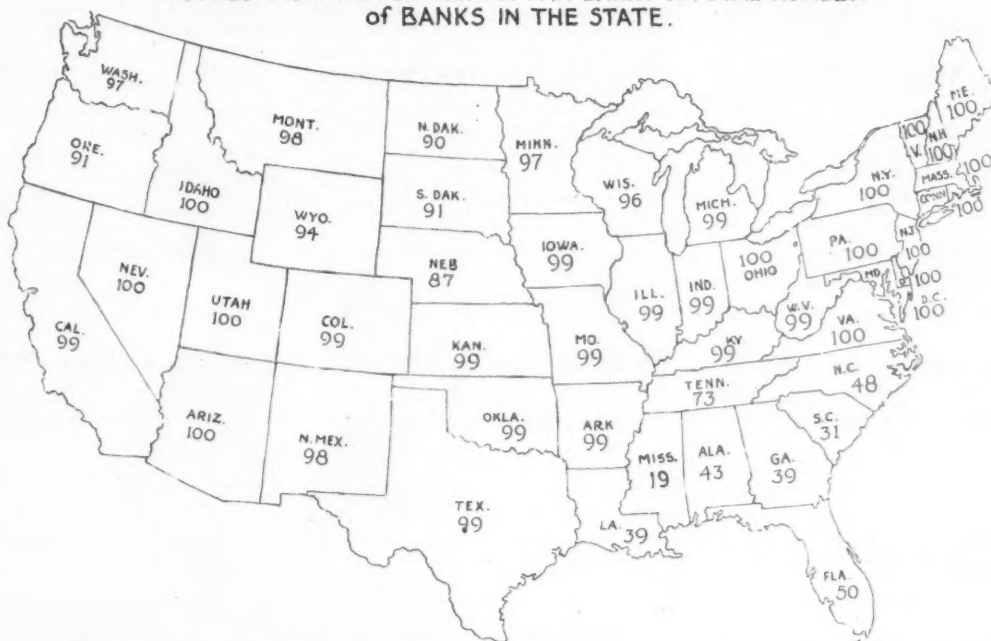 of BANKS IN THE STATE.
WASH.
97
ORE.
91
MONT.
98
IDAHO
100
WYO.
94
N. DAK.
90
S. DAK.
91
NEB
87
MINN.
97
WIS.
96
MICH.
99
IOWA.
99
ILL.
99
IND.
99
100
OHIO
ME.
100
100
V.
N.H
100
MASS. 100
CONN
100
N.Y.
100
PA.
100
N.J
100
MD.
100
D.C.
100
W.V.
99
VA.
100
KY
99
NEV.
100
UTAH
100
COL.
99
KAN.
99
MO.
99
CAL.
99
ARIZ.
100
N. MEX.
98
OKLA.
99
ARK
99
TENN.
73
N.C.
48
S.C.
31
MISS.
19
ALA.
43
GA.
39
TEX.
99
LA. 39
FLA.
50